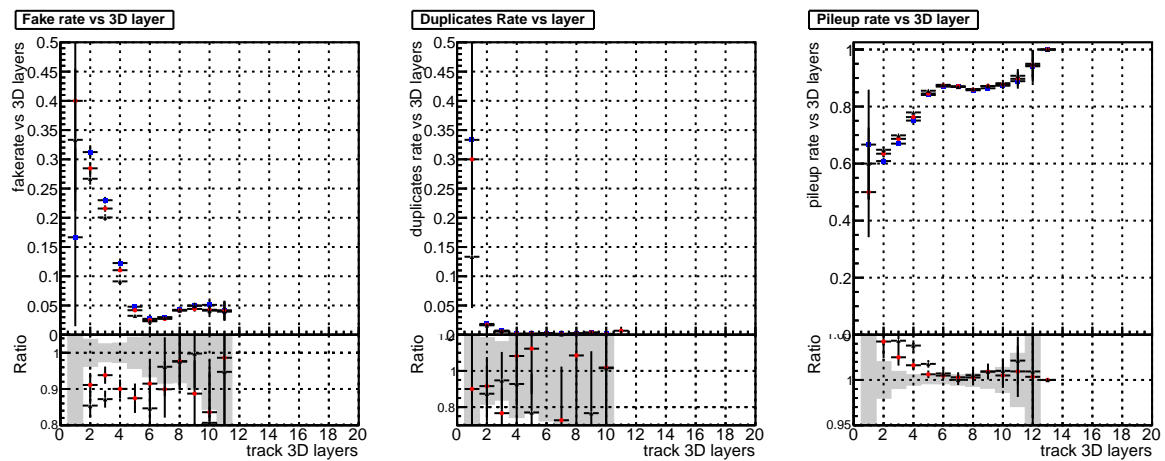 Fake rate vs 3D layer
fakerate vs 3D layers
0.5
0.45
0.4
0.35
0.3
0.25
0.2
0.15
0.1
0.05
0
Ratio
1
0.9
0.8
0 2 4 6 8 10 12 14 16 18 20
track 3D layers
Duplicates Rate vs layer
duplicates rate vs 3D layers
0.5
0.45
0.4
0.35
0.3
0.25
0.2
0.15
0.1
0.05
Ratio
1
0.8
0 2 4 6 8 10 12 14 16 18 20
track 3D layers
Pileup rate vs 3D layer
pileup rate vs 3D layers
1
0.8
0.6
0.4
0.2
0
Ratio
1
0.95
0 2 4 6 8 10 12 14 16 18 20
track 3D layers